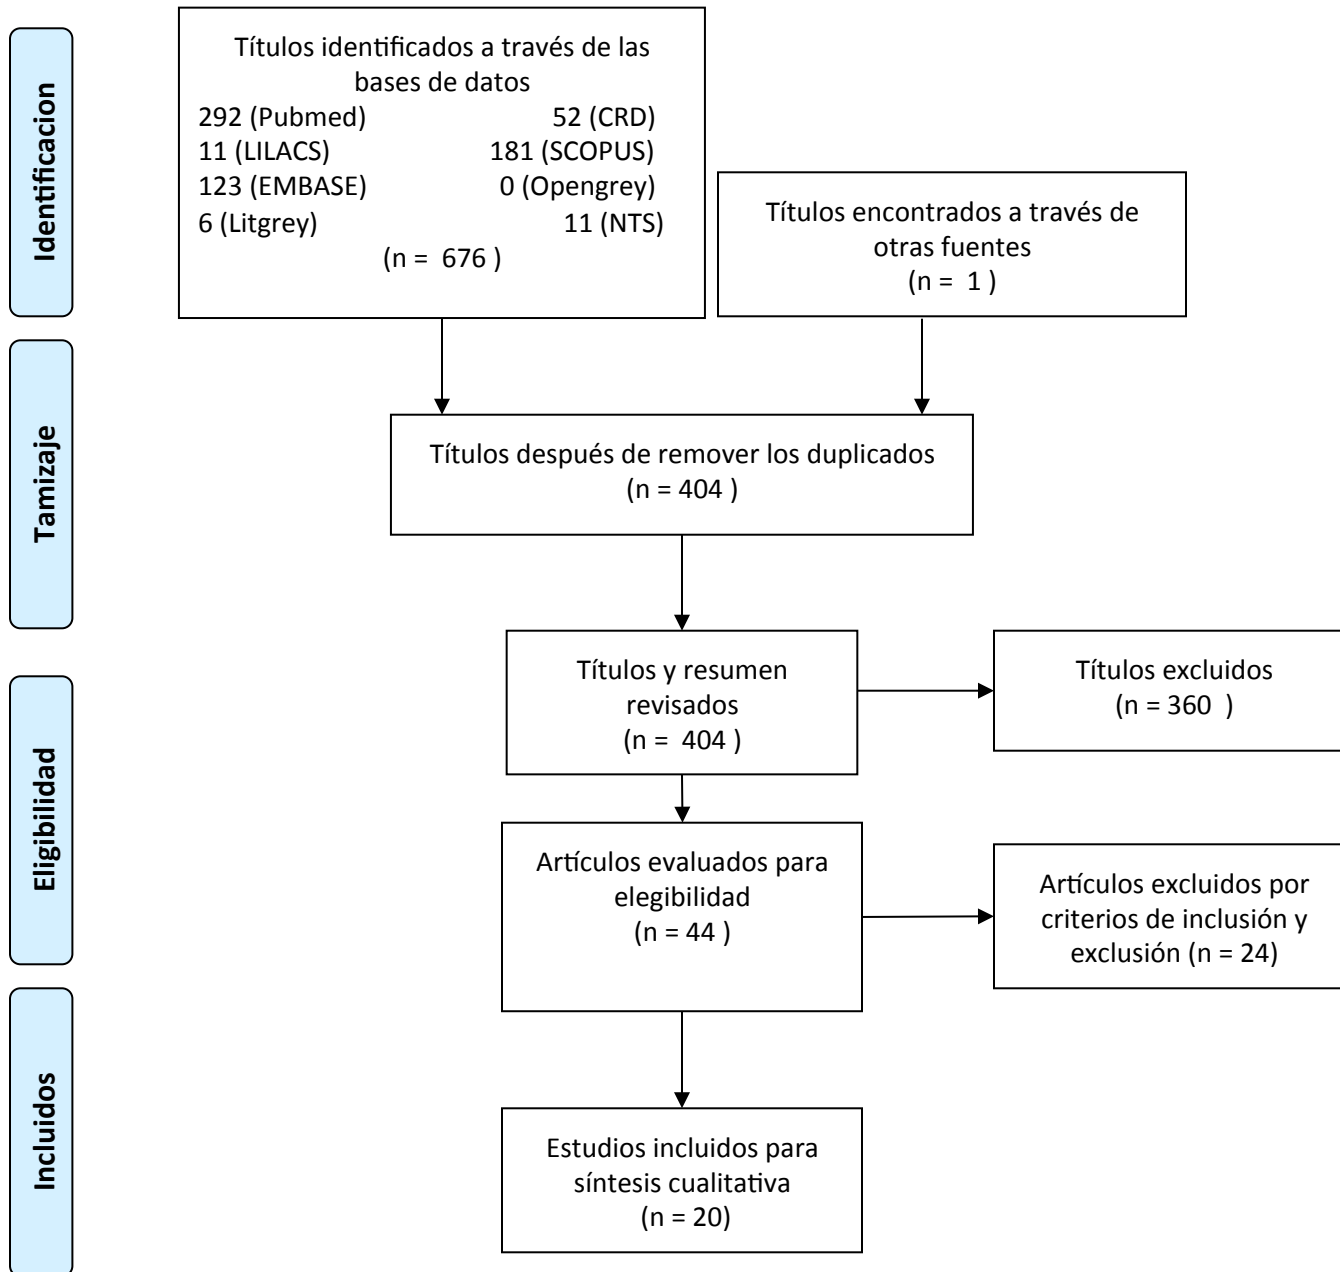 Identificacion
Títulos identificados a través de las
bases de datos
292 (Pubmed) 52 (CRD)
11 (LILACS) 181 (SCOPUS)
123 (EMBASE) 0 (Opengrey)
6 (Litgrey) 11 (NTS)
(n = 676 )
Títulos encontrados a través de
otras fuentes
(n = 1 )
Tamizaje
Títulos después de remover los duplicados
(n = 404 )
Títulos y resumen
revisados
(n = 404 )
Títulos excluidos
(n = 360 )
Eligibilidad
Artículos evaluados para
elegibilidad
(n = 44 )
Artículos excluidos por
criterios de inclusión y
exclusión (n = 24)
Incluidos
Estudios incluidos para
síntesis cualitativa
(n = 20)